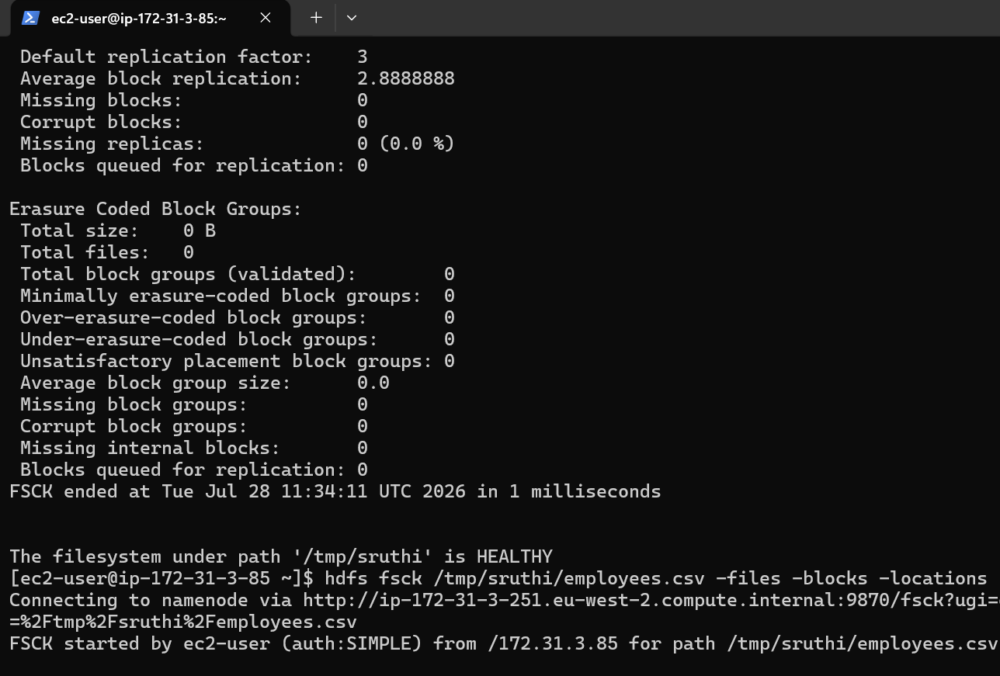 ec2-user@ip-172-31-3-85:~
Default replication factor: 3
Average block replication: 2.8888888
Missing blocks: 0
Corrupt blocks: 0
Missing replicas: 0 (0.0 %)
Blocks queued for replication: 0
Erasure Coded Block Groups:
Total size: 0 B
Total files: 0
Total block groups (validated): 0
Minimally erasure-coded block groups: 0
Over-erasure-coded block groups: 0
Under-erasure-coded block groups: 0
Unsatisfactory placement block groups: 0
Average block group size: 0.0
Missing block groups: 0
Corrupt block groups: 0
Missing internal blocks: 0
Blocks queued for replication: 0
FSCK ended at Tue Jul 28 11:34:11 UTC 2026 in 1 milliseconds
The filesystem under path '/tmp/sruthi' is HEALTHY
[ec2-user@ip-172-31-3-85 ~]$ hdfs fsck /tmp/sruthi/employees.csv -files -blocks -locations
Connecting to namenode via http://ip-172-31-3-251.eu-west-2.compute.internal:9870/fsck?ugi=
=%2Ftmp%2Fsruthi%2Femployees.csv
FSCK started by ec2-user (auth:SIMPLE) from /172.31.3.85 for path /tmp/sruthi/employees.csv